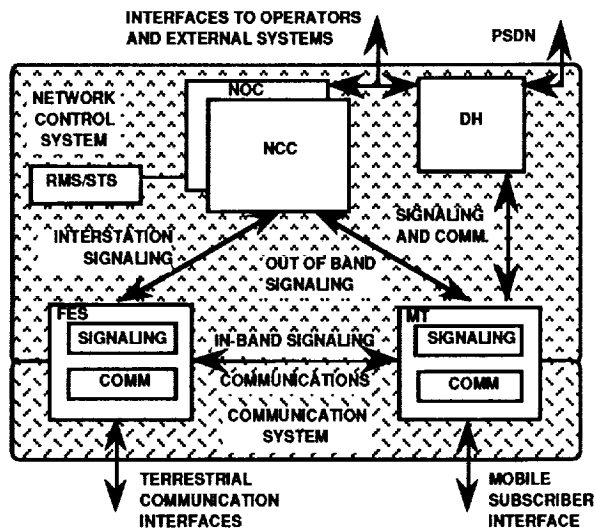 INTERFACES TO OPERATORS
AND EXTERNAL SYSTEMS
PSDN
NETWORK
CONTROL
SYSTEM
NOC
NCC
DH
RMS/STS
INTERSTATION
SIGNALING
OUT OF BAND
SIGNALING
SIGNALING
AND COMM.
FES
SIGNALING
COMM
IN-BAND SIGNALING
COMMUNICATIONS
MT
SIGNALING
COMM
COMMUNICATION
SYSTEM
TERRESTRIAL
COMMUNICATION
INTERFACES
MOBILE
SUBSCRIBER
INTERFACE